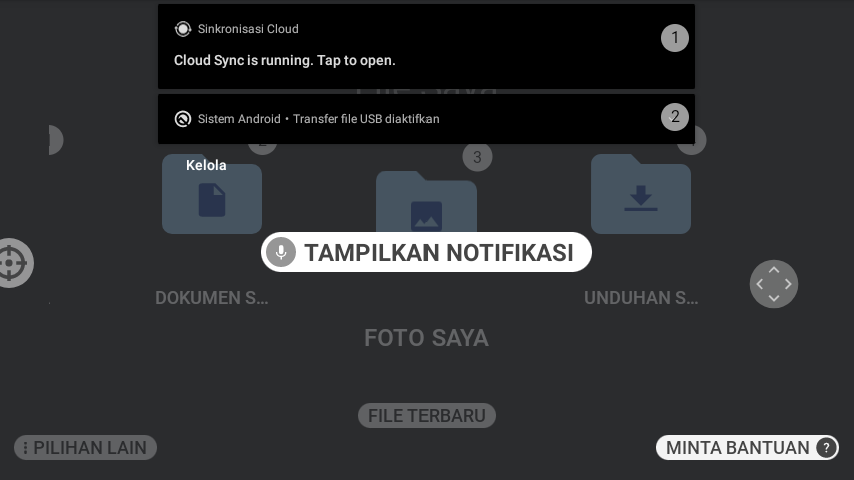 Sinkronisasi Cloud
1
Cloud Sync is running. Tap to open.
Sistem Android • Transfer file USB diaktifkan
2
3
Kelola
TAMPILKAN NOTIFIKASI
DOKUMEN S...
UNDUHAN S...
FOTO SAYA
FILE TERBARU
PILIHAN LAIN
MINTA BANTUAN ?